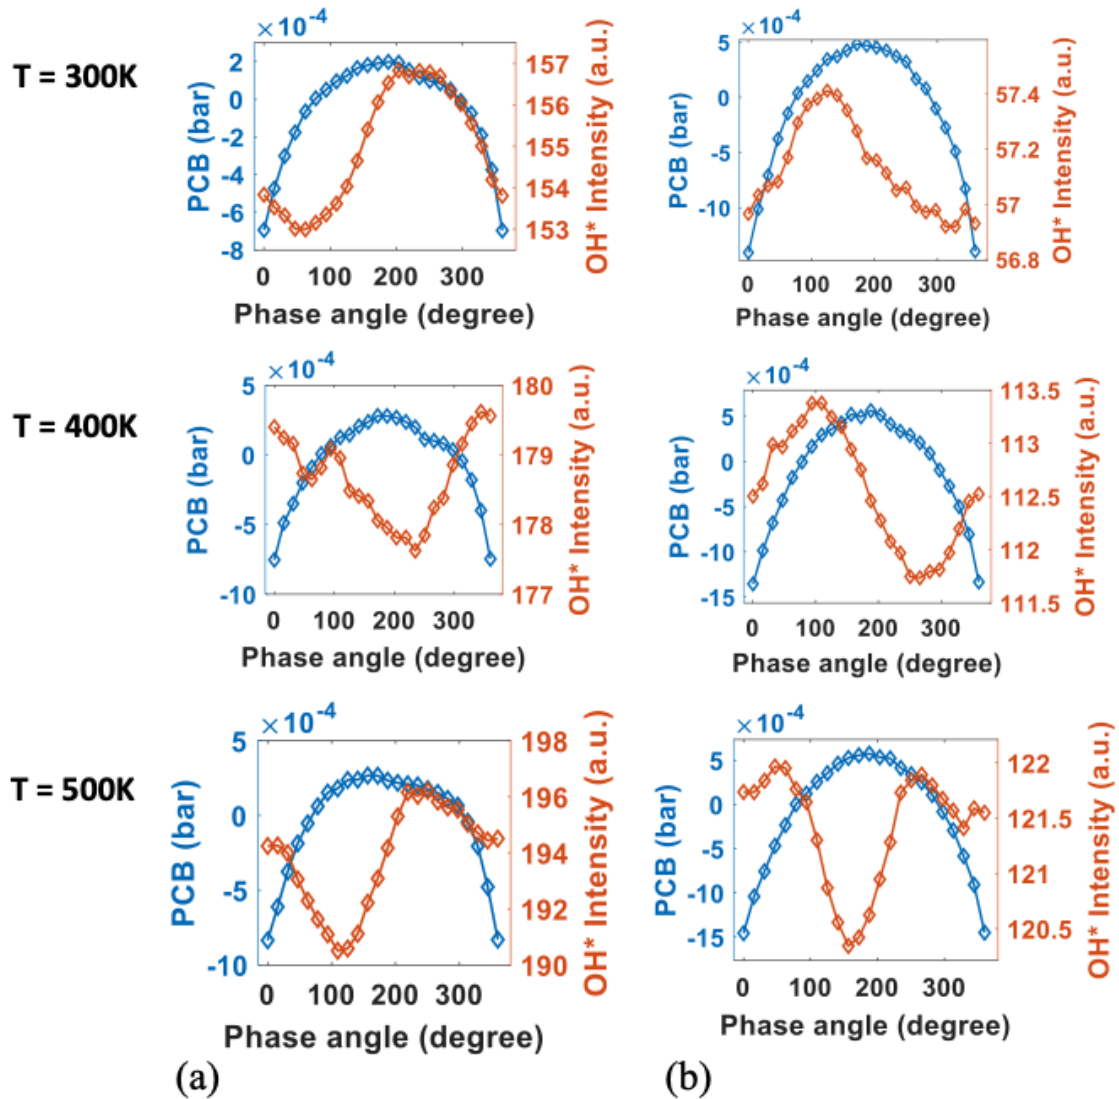 × 10⁻⁴
× 10⁻⁴
T = 300K
PCB (bar)
2
0
-2
-4
-6
-8
157
156
155
154
153
OH* Intensity (a.u.)
0 100 200 300
Phase angle (degree)
PCB (bar)
5
0
-5
-10
57.4
57.2
57
56.8
OH* Intensity (a.u.)
0 100 200 300
Phase angle (degree)
T = 400K
× 10⁻⁴
PCB (bar)
5
0
-5
-10
180
179
178
177
OH* Intensity (a.u.)
0 100 200 300
Phase angle (degree)
× 10⁻⁴
PCB (bar)
5
0
-5
-10
-15
113.5
113
112.5
112
111.5
OH* Intensity (a.u.)
0 100 200 300
Phase angle (degree)
T = 500K
× 10⁻⁴
PCB (bar)
5
0
-5
-10
198
196
194
192
190
OH* Intensity (a.u.)
0 100 200 300
Phase angle (degree)
× 10⁻⁴
PCB (bar)
5
0
-5
-10
-15
122
121.5
121
120.5
OH* Intensity (a.u.)
0 100 200 300
Phase angle (degree)
(a)
(b)